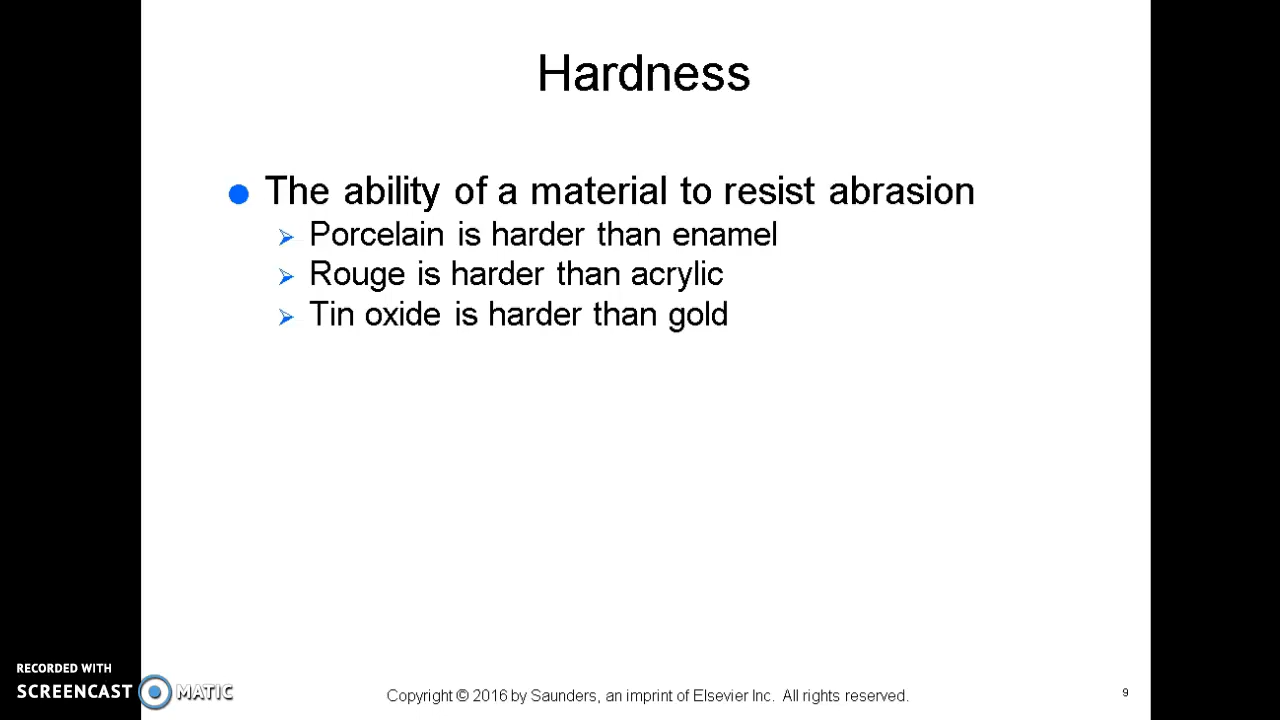 Hardness
The ability of a material to resist abrasion
Porcelain is harder than enamel
Rouge is harder than acrylic
Tin oxide is harder than gold
RECORDED WITH
SCREENCAST MATIC
Copyright © 2016 by Saunders, an imprint of Elsevier Inc. All rights reserved.
9